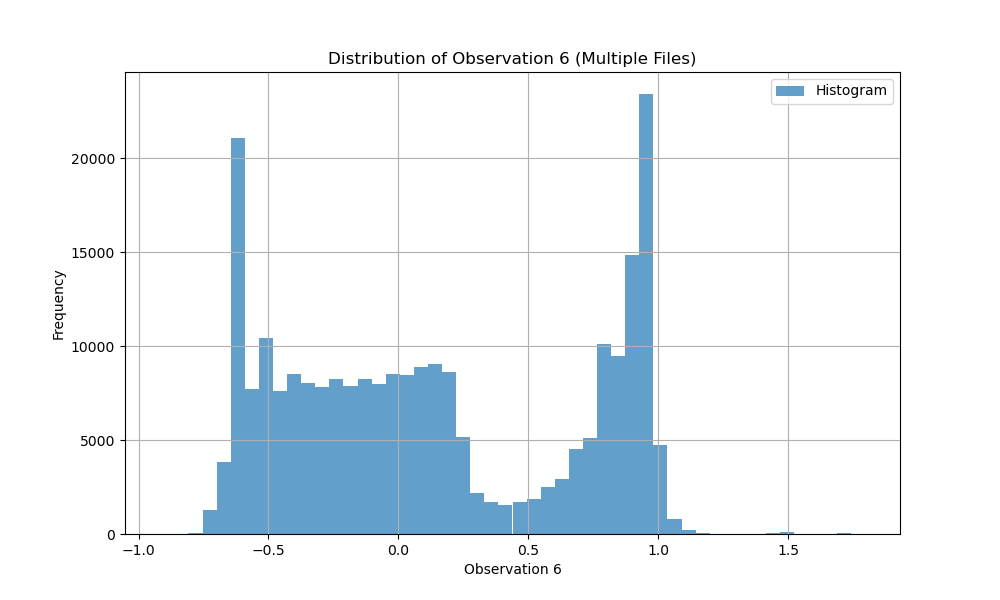 Distribution of Observation 6 (Multiple Files)
Histogram
Frequency
20000
15000
10000
5000
0
−1.0 −0.5 0.0 0.5 1.0 1.5
Observation 6